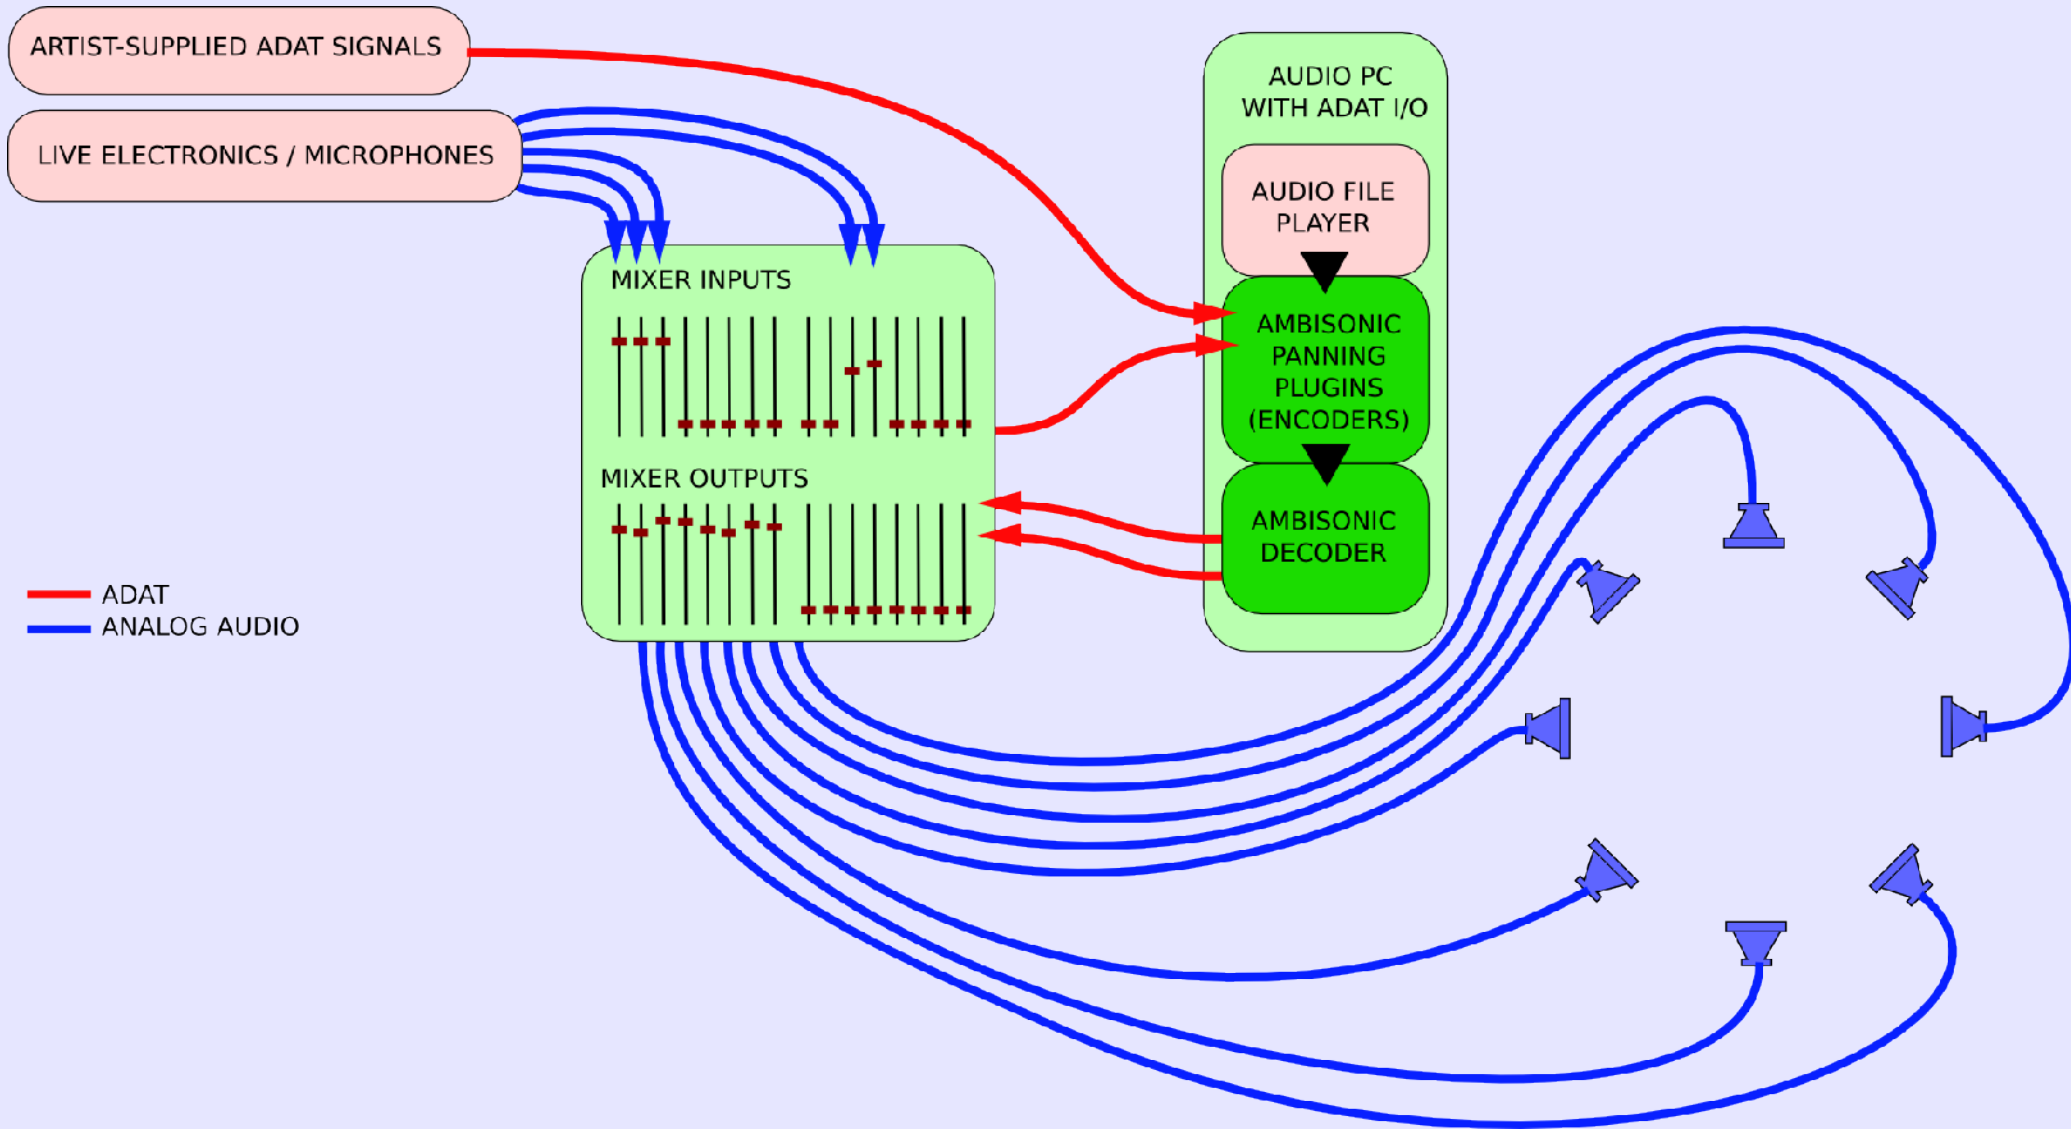 ARTIST-SUPPLIED ADAT SIGNALS
LIVE ELECTRONICS / MICROPHONES
AUDIO PC
WITH ADAT I/O
AUDIO FILE
PLAYER
MIXER INPUTS
AMBISONIC
PANNING
PLUGINS
(ENCODERS)
MIXER OUTPUTS
AMBISONIC
DECODER
ADAT
ANALOG AUDIO